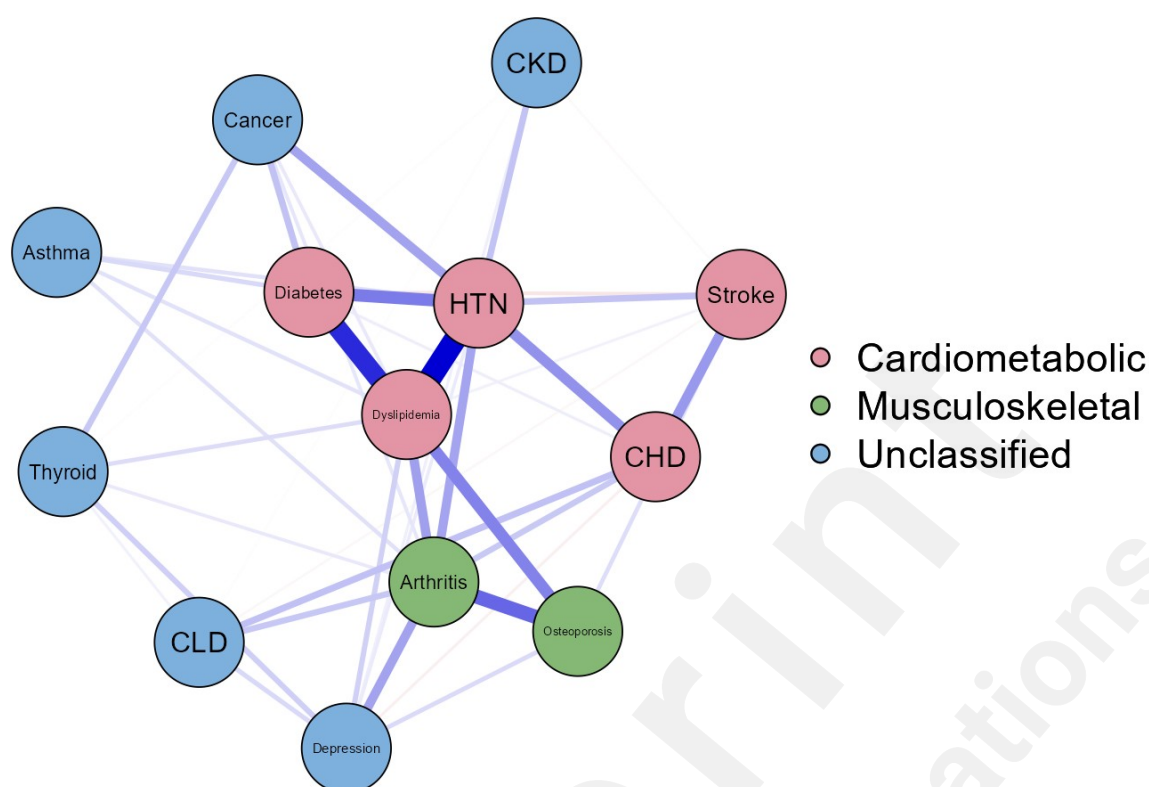 CKD
Cancer
Asthma
Diabetes
HTN
Stroke
Dyslipidemia
CHD
Thyroid
Arthritis
Osteoporosis
CLD
Depression
Cardiometabolic
Musculoskeletal
Unclassified